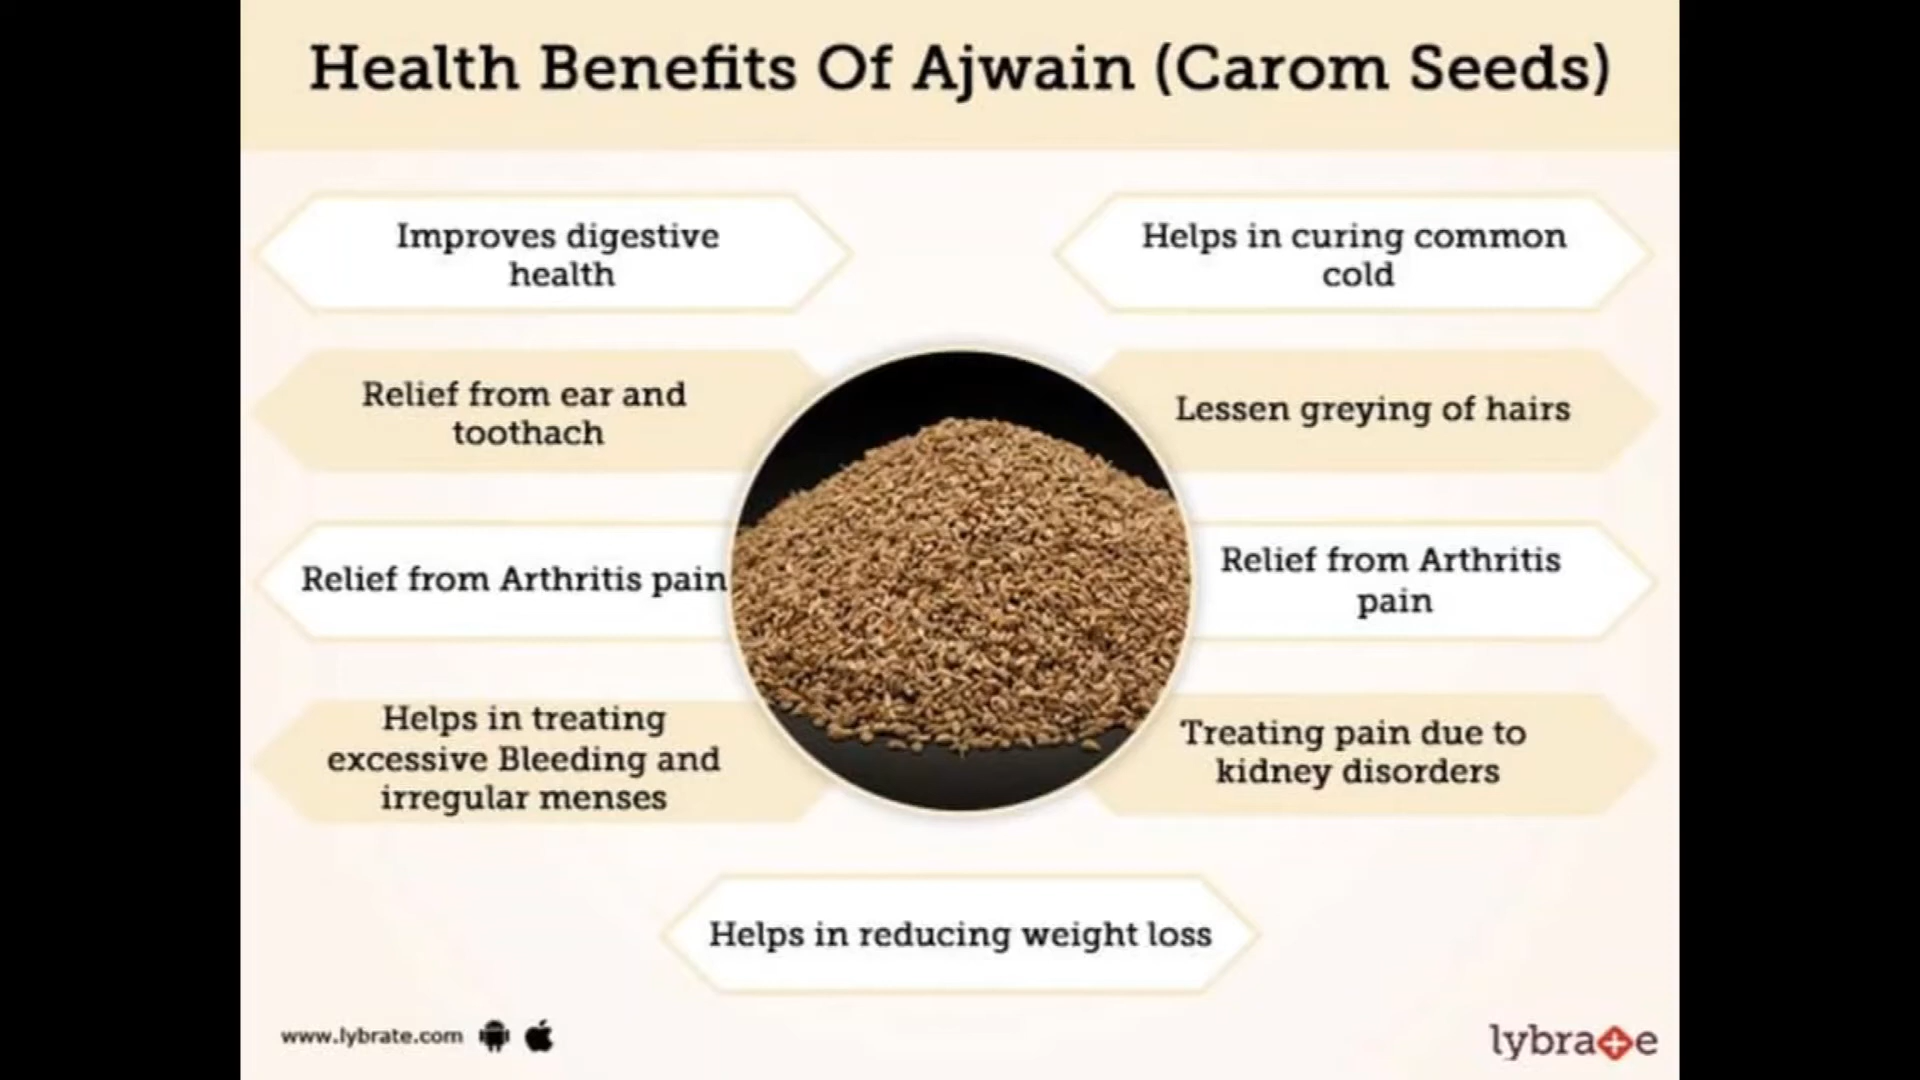 Health Benefits Of Ajwain (Carom Seeds)
Improves digestive
health
Helps in curing common
cold
Relief from ear and
toothach
Lessen greying of hairs
Relief from Arthritis pain
Relief from Arthritis
pain
Helps in treating
excessive Bleeding and
irregular menses
Treating pain due to
kidney disorders
Helps in reducing weight loss
www.lybrate.com
lybrate